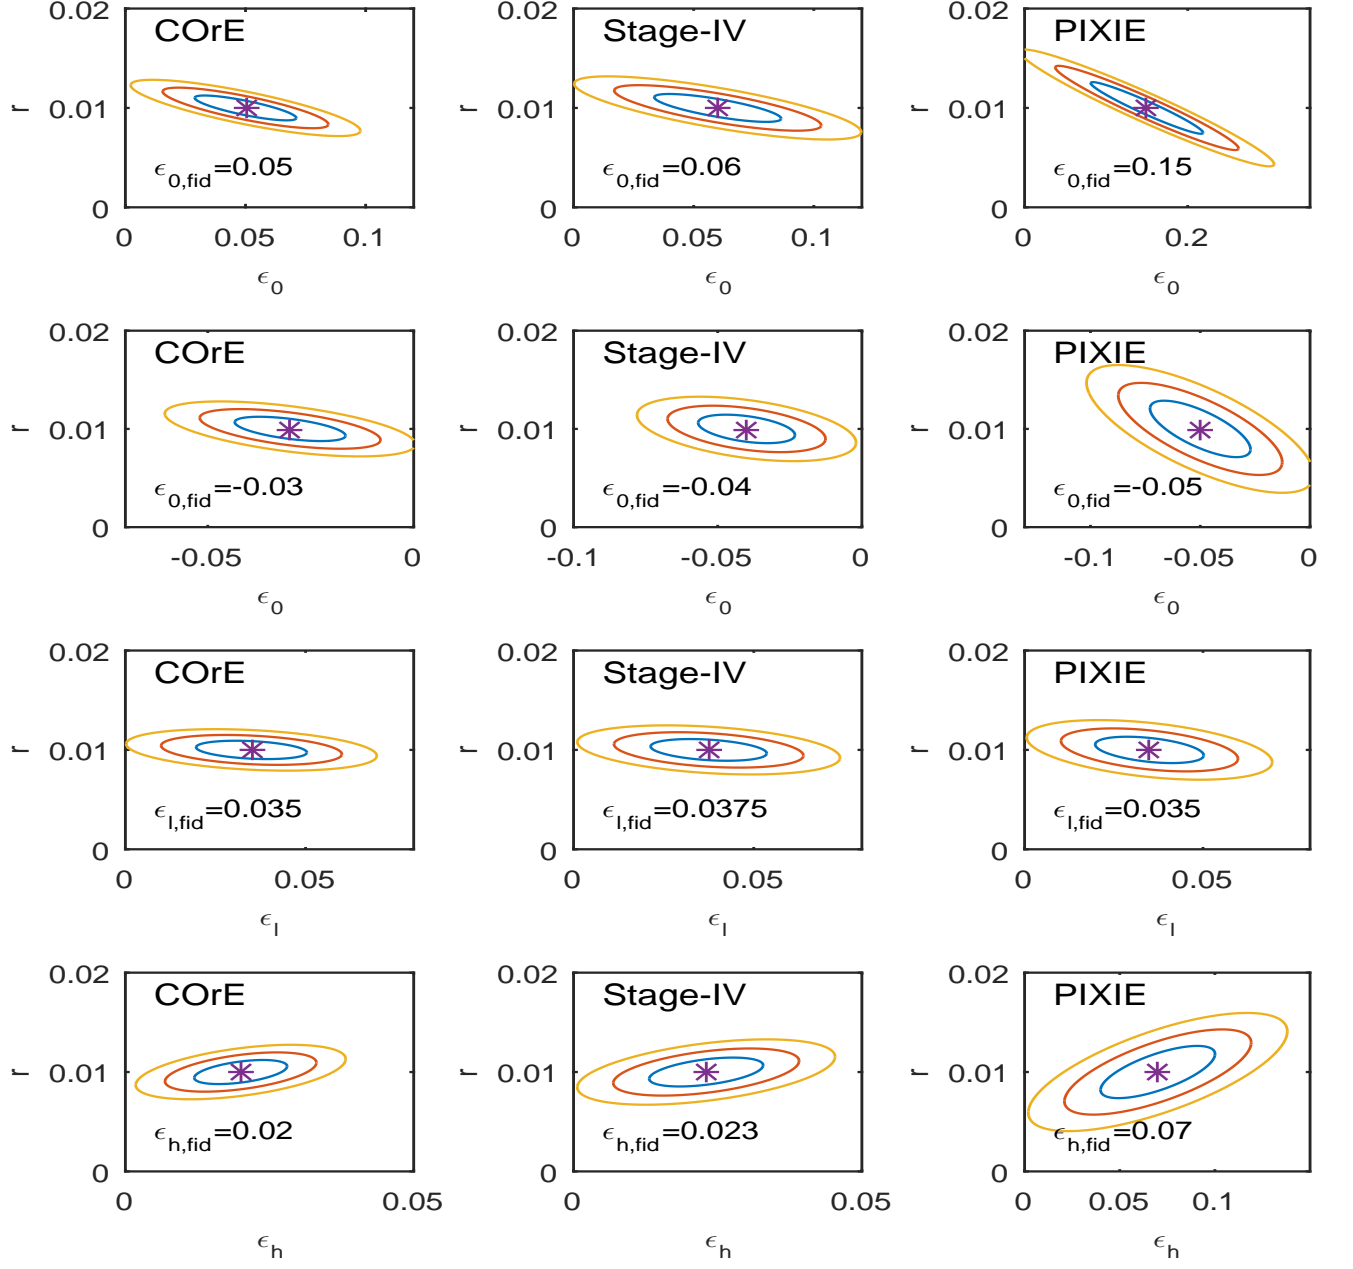 0.02 COrE 0.02 Stage-IV 0.02 PIXIE
r 0.01 r 0.01 r 0.01
ϵ0,fid=0.05 ϵ0,fid=0.06 ϵ0,fid=0.15
0 0 0
0 0.05 0.1 0 0.05 0.1 0 0.2
ϵ0 ϵ0 ϵ0
0.02 COrE 0.02 Stage-IV 0.02 PIXIE
r 0.01 r 0.01 r 0.01
ϵ0,fid=-0.03 ϵ0,fid=-0.04 ϵ0,fid=-0.05
0 0 0
-0.05 0 -0.1 -0.05 0 -0.1 -0.05 0
ϵ0 ϵ0 ϵ0
0.02 COrE 0.02 Stage-IV 0.02 PIXIE
r 0.01 r 0.01 r 0.01
ϵl,fid=0.035 ϵl,fid=0.0375 ϵl,fid=0.035
0 0 0
0 0.05 0 0.05 0 0.05
ϵl ϵl ϵl
0.02 COrE 0.02 Stage-IV 0.02 PIXIE
r 0.01 r 0.01 r 0.01
ϵh,fid=0.02 ϵh,fid=0.023 ϵh,fid=0.07
0 0 0
0 0.05 0 0.05 0 0.05 0.1
ϵh ϵh ϵh